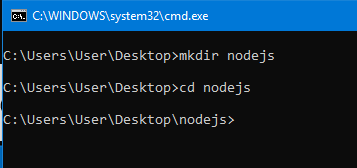 C:\WINDOWS\system32\cmd.exe
C:\Users\User\Desktop>mkdir nodejs
C:\Users\User\Desktop>cd nodejs
C:\Users\User\Desktop\nodejs>